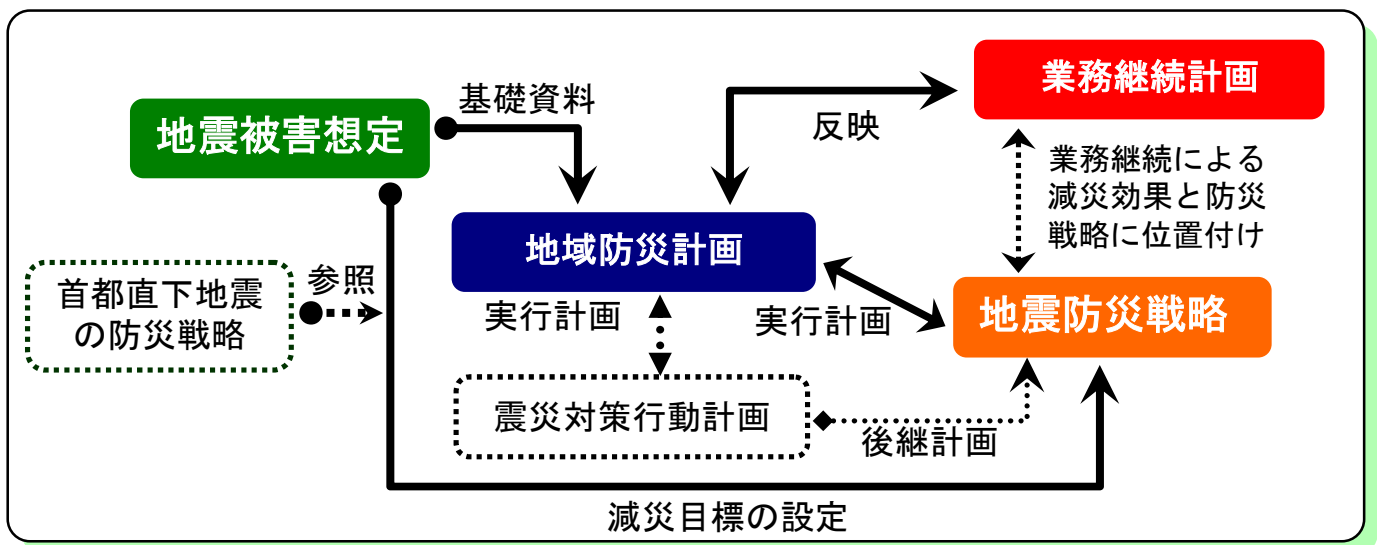 業務継続計画
基礎資料
地震被害想定
反映
業務継続による
減災効果と防災
戦略に位置付け
地域防災計画
参照
首都直下地震
の防災戦略
実行計画
実行計画
地震防災戦略
震災対策行動計画
後継計画
減災目標の設定